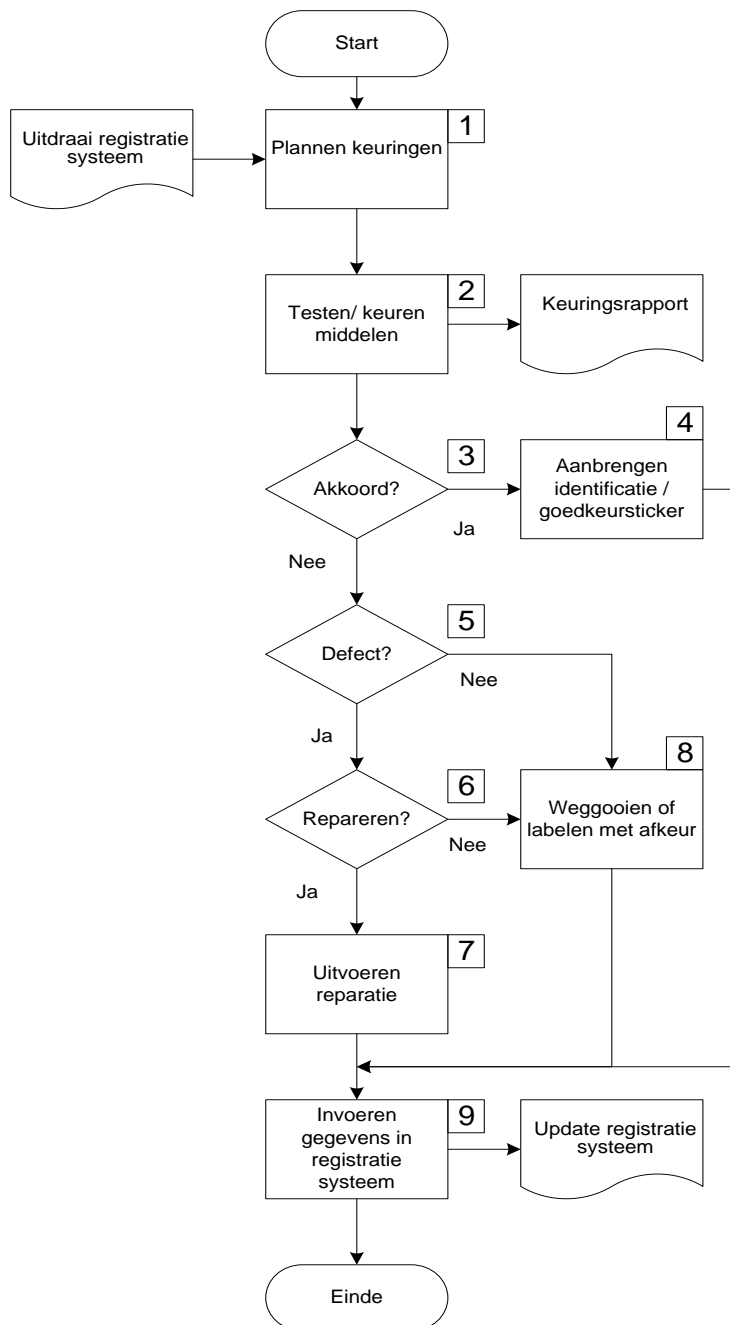 Start
1
Uitdraai registratie
systeem
Plannen keuringen
2
Testen/ keuren
middelen
Keuringsrapport
3
4
Akkoord?
Ja
Aanbrengen
identificatie /
goedkeursticker
Nee
5
Defect?
Nee
Ja
6
8
Repareren?
Nee
Weggooien of
labelen met afkeur
Ja
7
Uitvoeren
reparatie
9
Invoeren
gegevens in
registratie
systeem
Update registratie
systeem
Einde